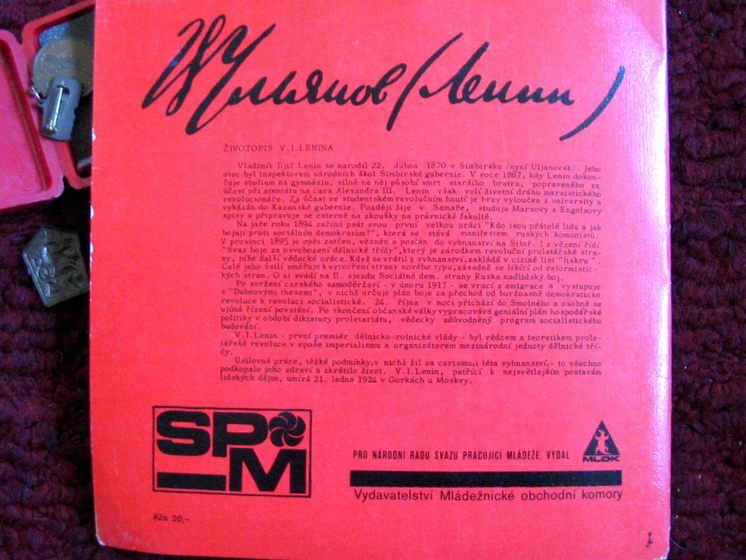 В Ульянов (Ленин)
ŽIVOTOPIS V.I.LENINA
Vladimír Iljič Lenin se narodil 22. dubna 1870 v Simbirsku /nyní Uljanovsk/. Jeho
otec byl inspektorem národních škol Simbirské gubernie. V roce 1887, kdy Lenin dokon-
čuje studium na gymnáziu, silně na něj působí smrt staršího bratra, popraveného za
účast při atentátu na cara Alexandra III. Lenin však volí životní dráhu marxistického
revolucionáře. Za účast ve studentském revolučním hnutí je hrzy vyloučen z university a
vykázán do Kazaňské gubernie. Později žije v Samaře, studuje Marxovy a Engelsovy
spisy a připravuje se externě na zkoušky na právnické fakultě.
Na jaře roku 1894 začíná psát svou první velkou práci "Kdo jsou přátelé lidu a jak
bojují proti sociálním demokratům?", která se stává manifestem ruských komunistů.
V prosinci 1895 je opět zatčen, vězněn a poslán do vyhnanství na Sibiř. I z vězení řídí
"Svaz boje za osvobození dělnické třídy", který je zárodkem revoluční proletářské stra-
ny, píše další vědecké práce. Když se vrátil z vyhnanství, zakládá v cizině list "Iiskru".
Celé jeho úsilí směřuje k vytvoření strany nového typu, zásadně se lišící od reformistic-
kých stran. O ni svádí na II. sjezdu Sociálně dem. strany Ruska nadlidský boj.
Po svržení carského samoděržaví - v únoru 1917 - se vrací z emigrace a vystupuje
s "Dubnovými thesemi", v nichž určuje plán boje za přechod od buržoasně demokratické
revoluce k revoluci socialistické. 24. října v noci přichází do Smolného a osobně se
ujímá řízení povstání. Po skončení občanské války vypracovává geniální plán hospodářské
politiky v období diktatury proletariátu, vědecky zdůvodněný program socialistického
budování.
V.I.Lenin - první premiér dělnicko-rolnické vlády - byl vědcem a teoretikem prole-
tářské revoluce v epoše imperialismu a organizátorem mezinárodní jednoty dělnické tří-
dy.
Usilovná práce, těžké podmínky, v nichž žil za carismu i léta vyhnanství,- to všechno
podkopalo jeho zdraví a zkrátilo život. V.I.Lenin, patřící k nejsvětlejším postavám
lidských dějin, umírá 21. ledna 1924 v Gorkách u Moskvy.
SPM
PRO NÁRODNÍ RADU SVAZU PRACUJÍCÍ MLÁDEŽE, VYDAL
MLOK
Vydavatelství Mládežnické obchodní komory
Kčs 20,-